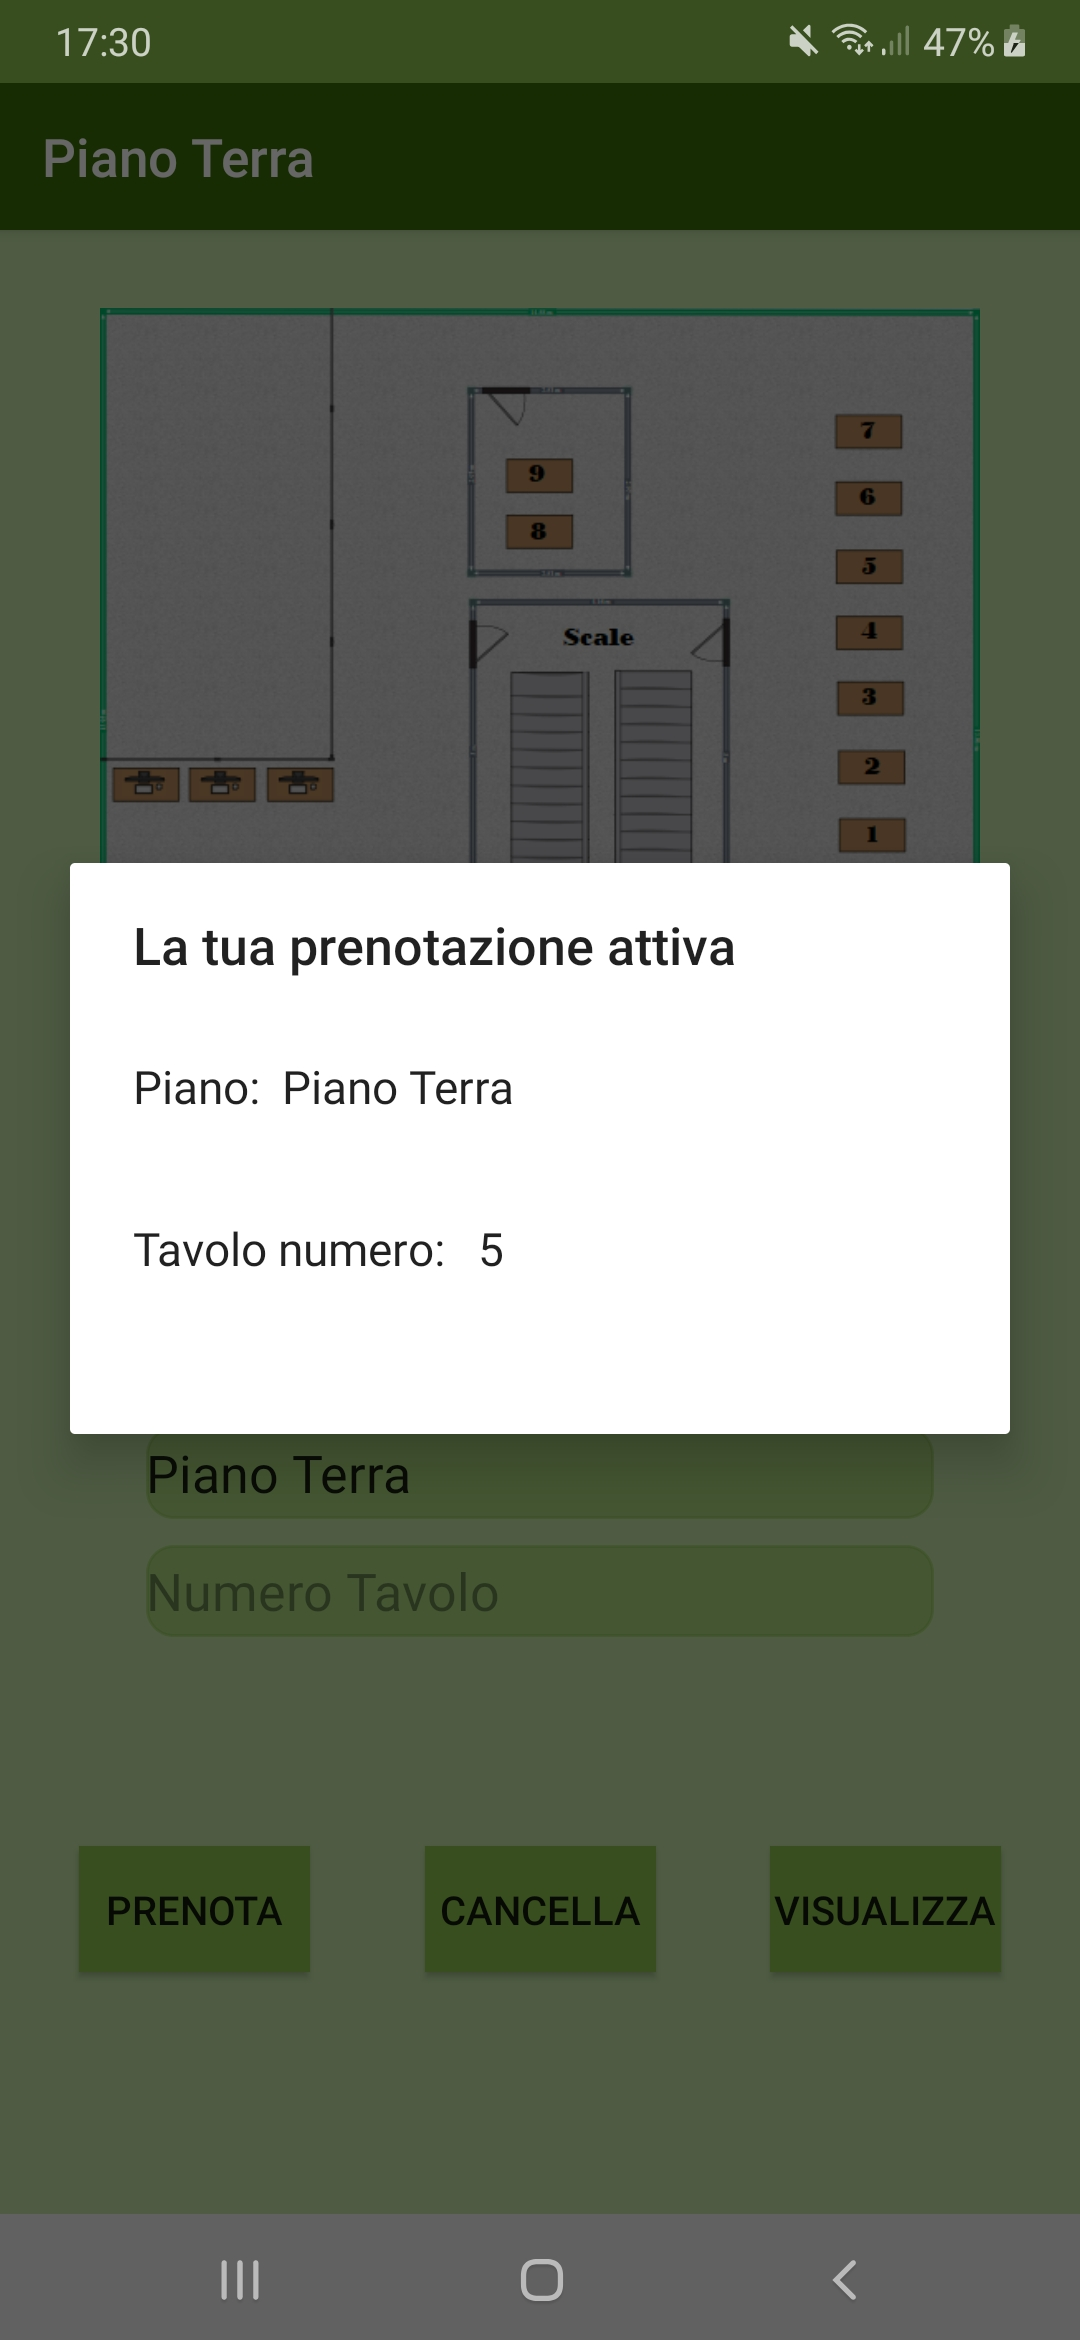 17:30
47%
Piano Terra
7
9
6
8
5
Scale
4
3
2
1
La tua prenotazione attiva
Piano: Piano Terra
Tavolo numero: 5
Piano Terra
Numero Tavolo
PRENOTA
CANCELLA
VISUALIZZA